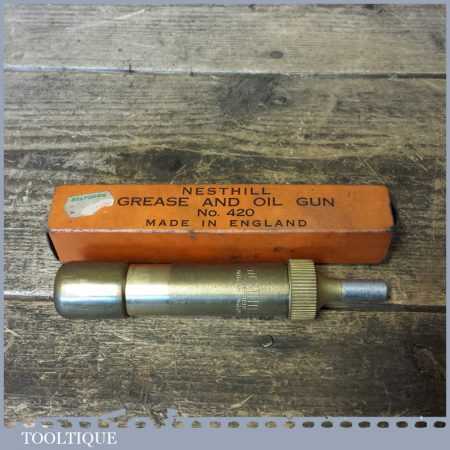 NESTHILL
GREASE AND OIL GUN
No. 420
MADE IN ENGLAND
TOOLTIQUE